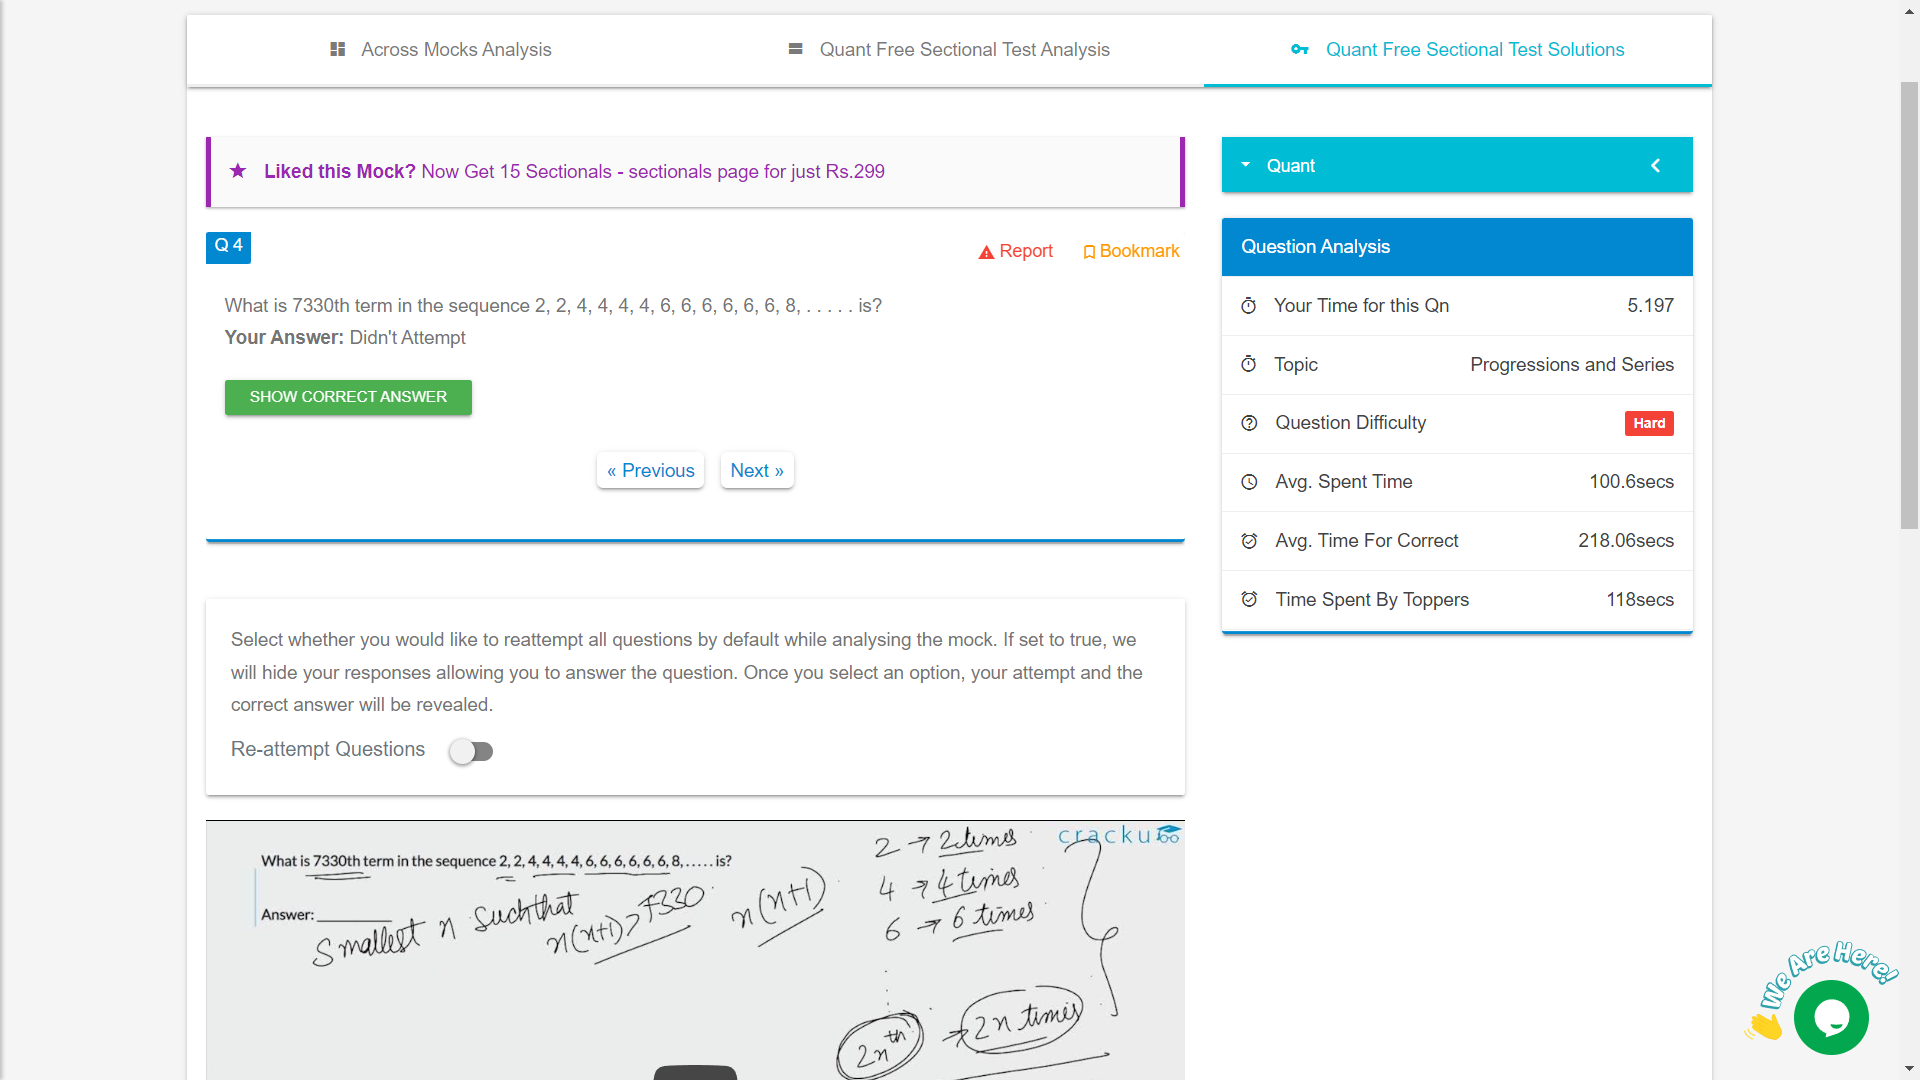 Across Mocks Analysis
Quant Free Sectional Test Analysis
Quant Free Sectional Test Solutions
Liked this Mock? Now Get 15 Sectionals - sectionals page for just Rs.299
Q 4
Report
Bookmark
What is 7330th term in the sequence 2, 2, 4, 4, 4, 4, 6, 6, 6, 6, 6, 6, 8, . . . . . is?
Your Answer: Didn't Attempt
SHOW CORRECT ANSWER
« Previous
Next »
Select whether you would like to reattempt all questions by default while analysing the mock. If set to true, we
will hide your responses allowing you to answer the question. Once you select an option, your attempt and the
correct answer will be revealed.
Re-attempt Questions
cracku
What is 7330th term in the sequence 2, 2, 4, 4, 4, 4, 6, 6, 6, 6, 6, 6, 8, . . . . . is?
Answer: __________
Smallest n such that
n(n+1) > 7330
n(n+1)
2 → 2 times
4 → 4 times
6 → 6 times
2nth → 2n times
Quant
Question Analysis
Your Time for this Qn 5.197
Topic Progressions and Series
Question Difficulty Hard
Avg. Spent Time 100.6secs
Avg. Time For Correct 218.06secs
Time Spent By Toppers 118secs
We Are Here!